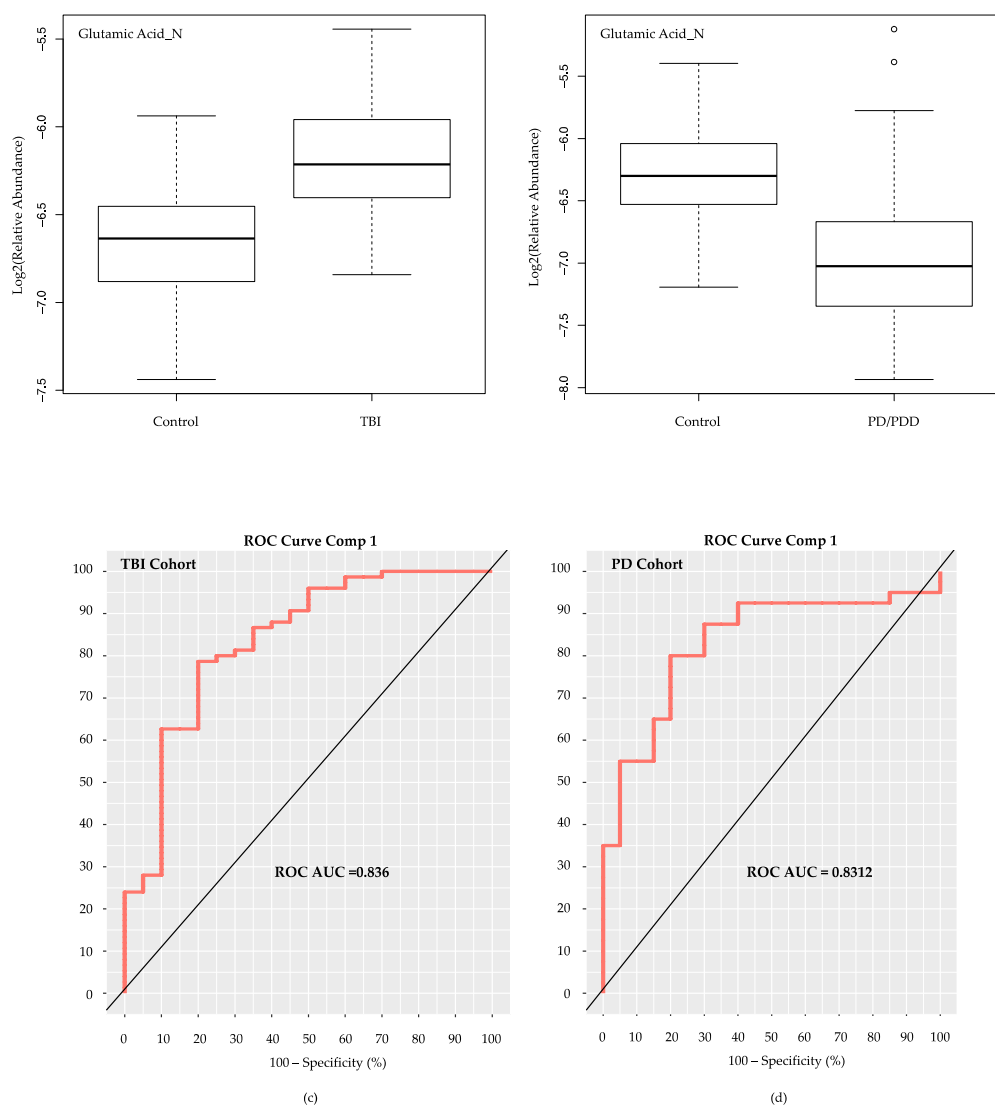 Glutamic Acid_N
Log2(Relative Abundance)
−5.5
−6.0
−6.5
−7.0
−7.5
Control
TBI
Glutamic Acid_N
Log2(Relative Abundance)
−5.5
−6.0
−6.5
−7.0
−7.5
−8.0
Control
PD/PDD
ROC Curve Comp 1
TBI Cohort
100
90
80
70
60
50
40
30
20
10
0
ROC AUC =0.836
0 10 20 30 40 50 60 70 80 90 100
100 – Specificity (%)
(c)
ROC Curve Comp 1
PD Cohort
100
90
80
70
60
50
40
30
20
10
0
ROC AUC = 0.8312
0 10 20 30 40 50 60 70 80 90 100
100 – Specificity (%)
(d)